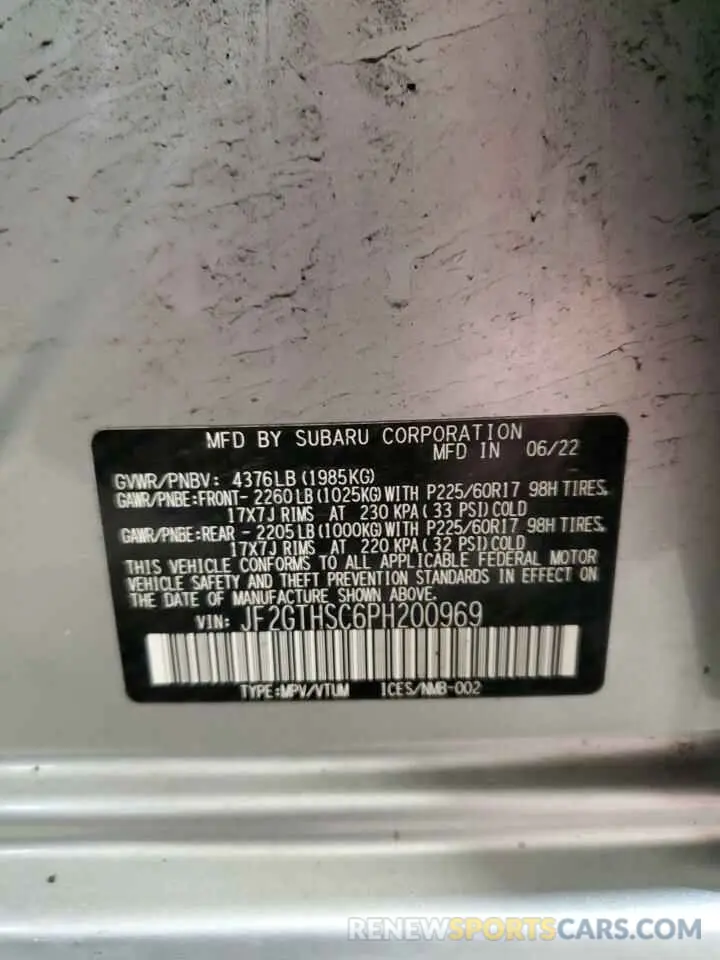 MFD BY SUBARU CORPORATION
MFD IN 06/22
GVWR/PNBV: 4376LB (1985KG)
GAWR/PNBE:FRONT- 2260LB (1025KG) WITH P225/60R17 98H TIRES,
17X7J RIMS AT 230 KPA ( 33 PSI) COLD
GAWR/PNBE:REAR - 2205LB (1000KG) WITH P225/60R17 98H TIRES,
17X7J RIMS AT 220 KPA ( 32 PSI) COLD
THIS VEHICLE CONFORMS TO ALL APPLICABLE FEDERAL MOTOR
VEHICLE SAFETY AND THEFT PREVENTION STANDARDS IN EFFECT ON
THE DATE OF MANUFACTURE SHOWN ABOVE.
VIN: JF2GTHSC6PH200969
TYPE:MPV/VTUM ICES/NMB-002
RENEWSPORTSCARS.COM